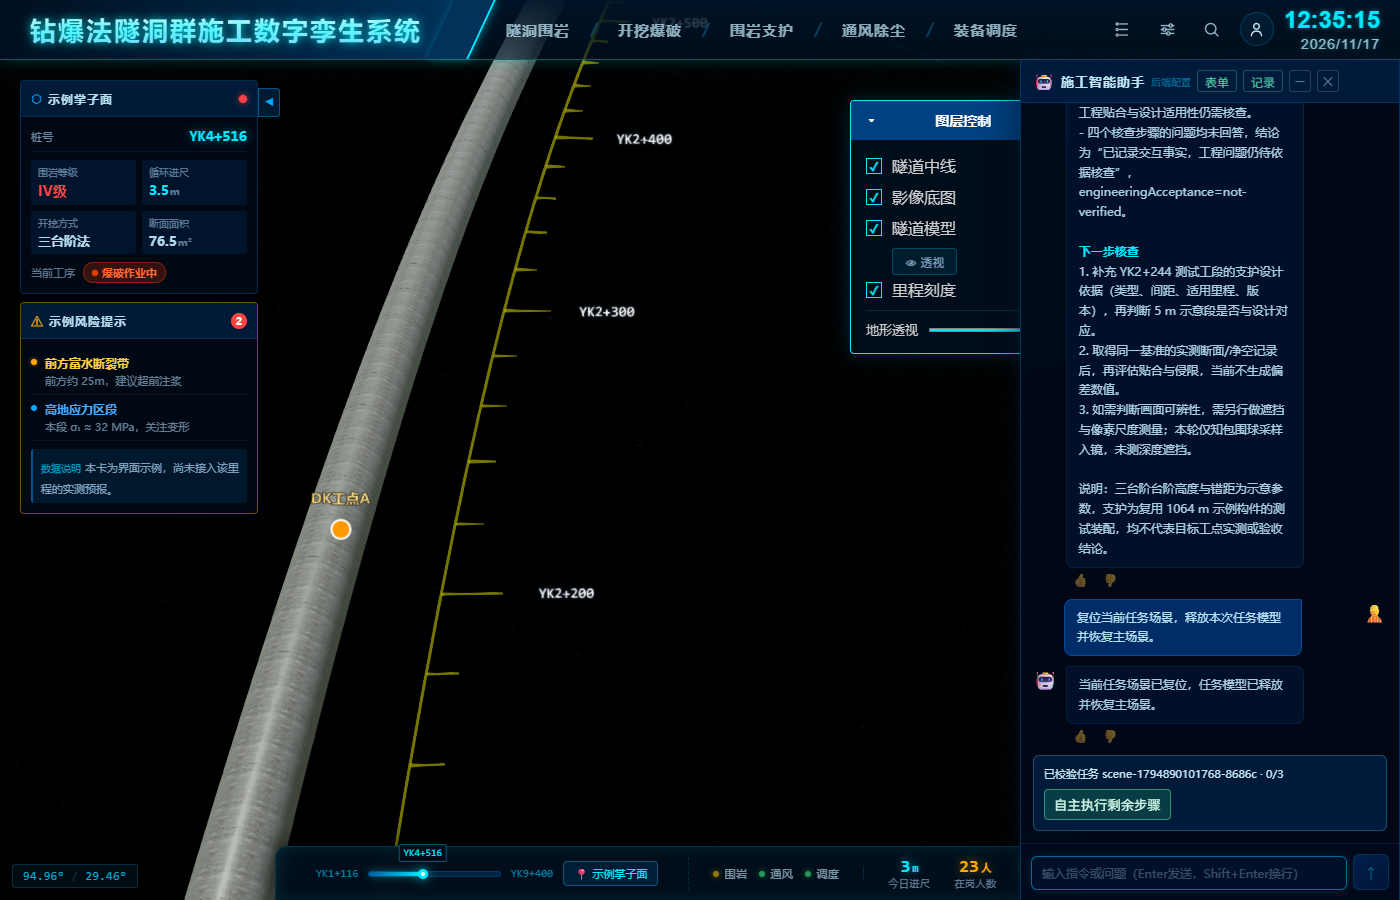 钻爆法隧洞群施工数字孪生系统
隧洞围岩 / 开挖爆破 / 围岩支护 / 通风除尘 / 装备调度
12:35:15
2026/11/17
示例掌子面
桩号 YK4+516
围岩等级 循环进尺
IV级 3.5m
开挖方式 断面面积
三台阶法 76.5m²
当前工序 爆破作业中
示例风险提示 2
前方富水断裂带
前方约 25m，建议超前注浆
高地应力区段
本段 σ₁ ≈ 32 MPa，关注变形
数据说明 本卡为界面示例，尚未接入该里
程的实测预报。
YK2+500
YK2+400
YK2+300
DK工点A
YK2+200
图层控制
隧道中线
影像底图
隧道模型
透视
里程刻度
地形透视
施工智能助手 后端配置 表单 记录
工程贴合与设计适用性仍需核查。
- 四个核查步骤的问题均未回答，结论
为“已记录交互事实，工程问题仍待依
据核查”，
engineeringAcceptance=not-
verified。
下一步核查
1. 补充 YK2+244 测试工段的支护设计
依据（类型、间距、适用里程、版
本），再判断 5 m 示意段是否与设计对
应。
2. 取得同一基准的实测断面/净空记录
后，再评估贴合与侵限，当前不生成偏
差数值。
3. 如需判断画面可辨性，需另行做遮挡
与像素尺度测量；本轮仅知包围球采样
入镜，未测深度遮挡。
说明：三台阶台阶高度与错距为示意参
数，支护为复用 1064 m 示例构件的测
试装配，均不代表目标工点实测或验收
结论。
复位当前任务场景，释放本次任务模型
并恢复主场景。
当前任务场景已复位，任务模型已释放
并恢复主场景。
已校验任务 scene-1794890101768-8686c · 0/3
自主执行剩余步骤
输入指令或问题（Enter发送，Shift+Enter换行）
94.96° / 29.46°
YK4+516
YK1+116 YK9+400
示例掌子面
围岩 通风 调度
3m
今日进尺
23人
在岗人数